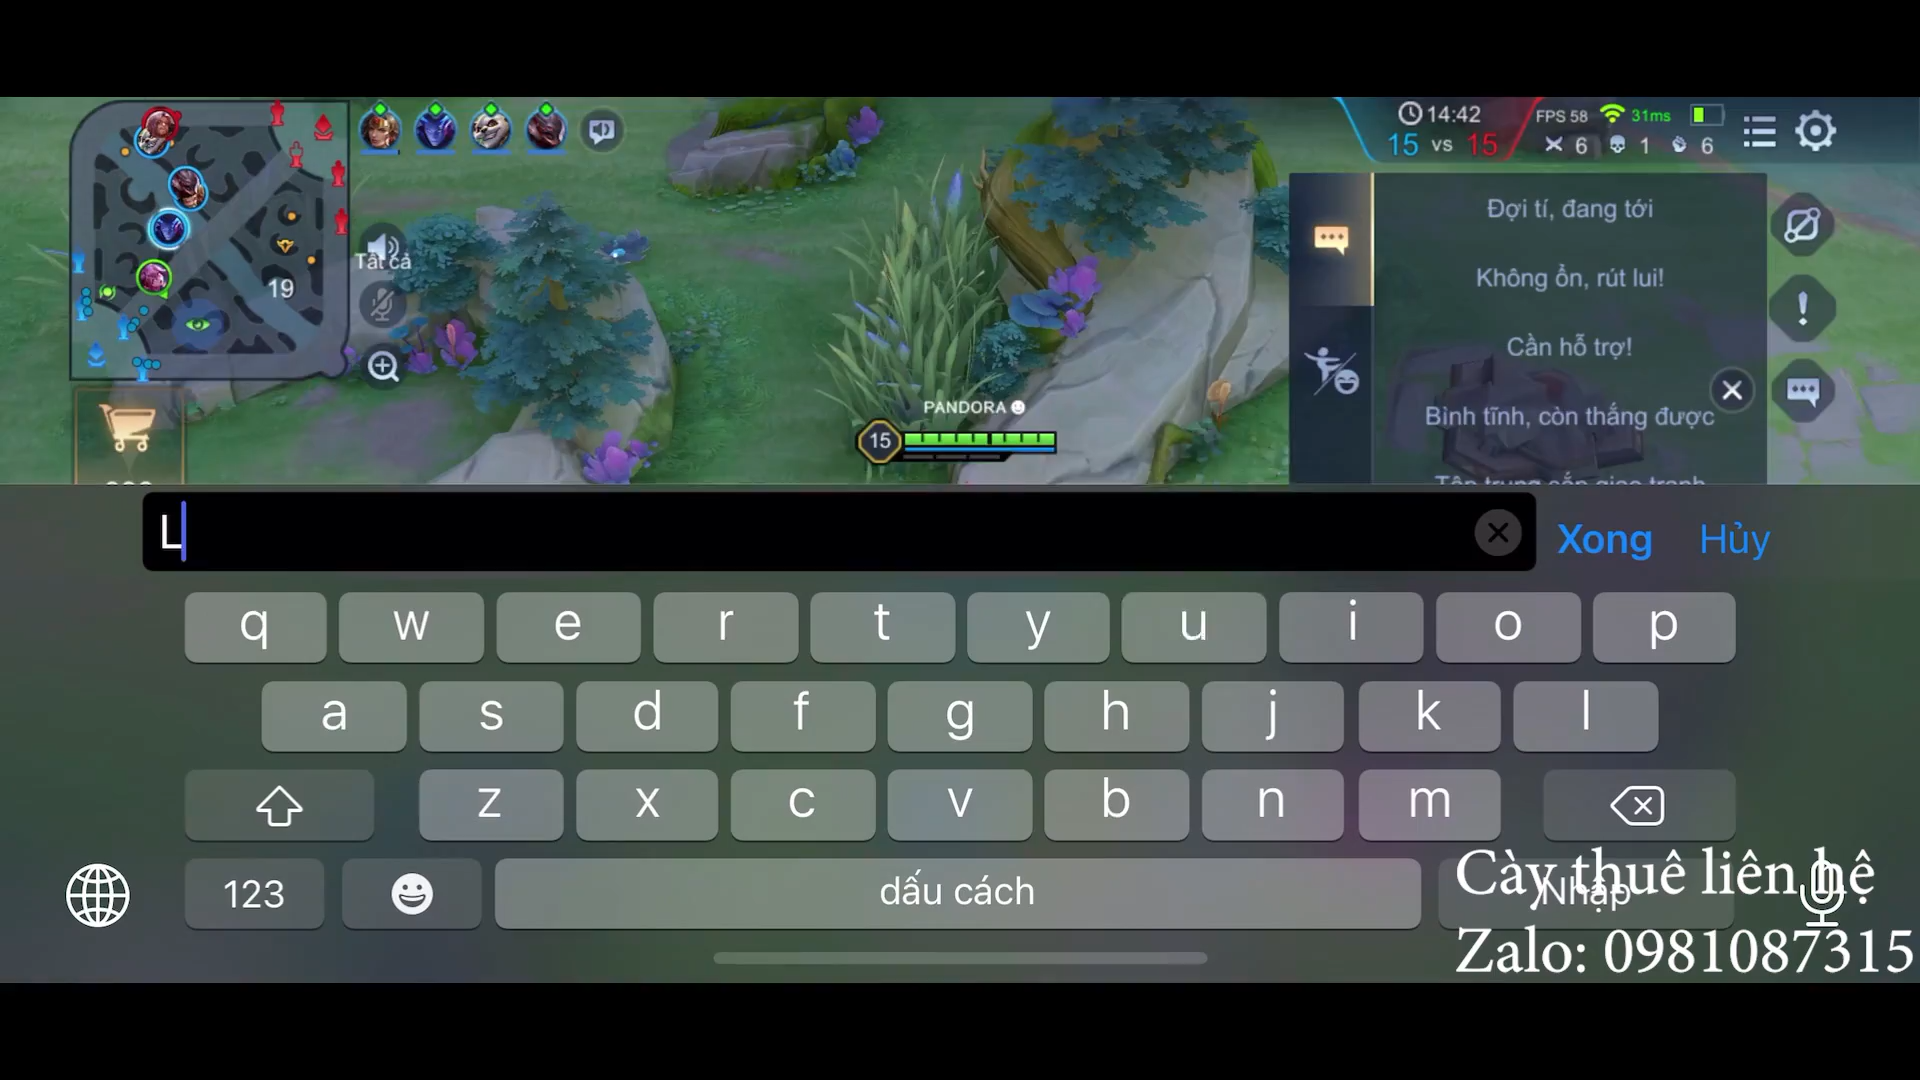 14:42
15 vs 15
FPS 58
31ms
6
1
6
Tất cả
19
Đợi tí, đang tới
Không ổn, rút lui!
Cần hỗ trợ!
Bình tĩnh, còn thắng được
PANDORA
15
L
Xong
Hủy
q w e r t y u i o p
a s d f g h j k l
z x c v b n m
123
dấu cách
Nhập
Cày thuê liên hệ
Zalo: 0981087315